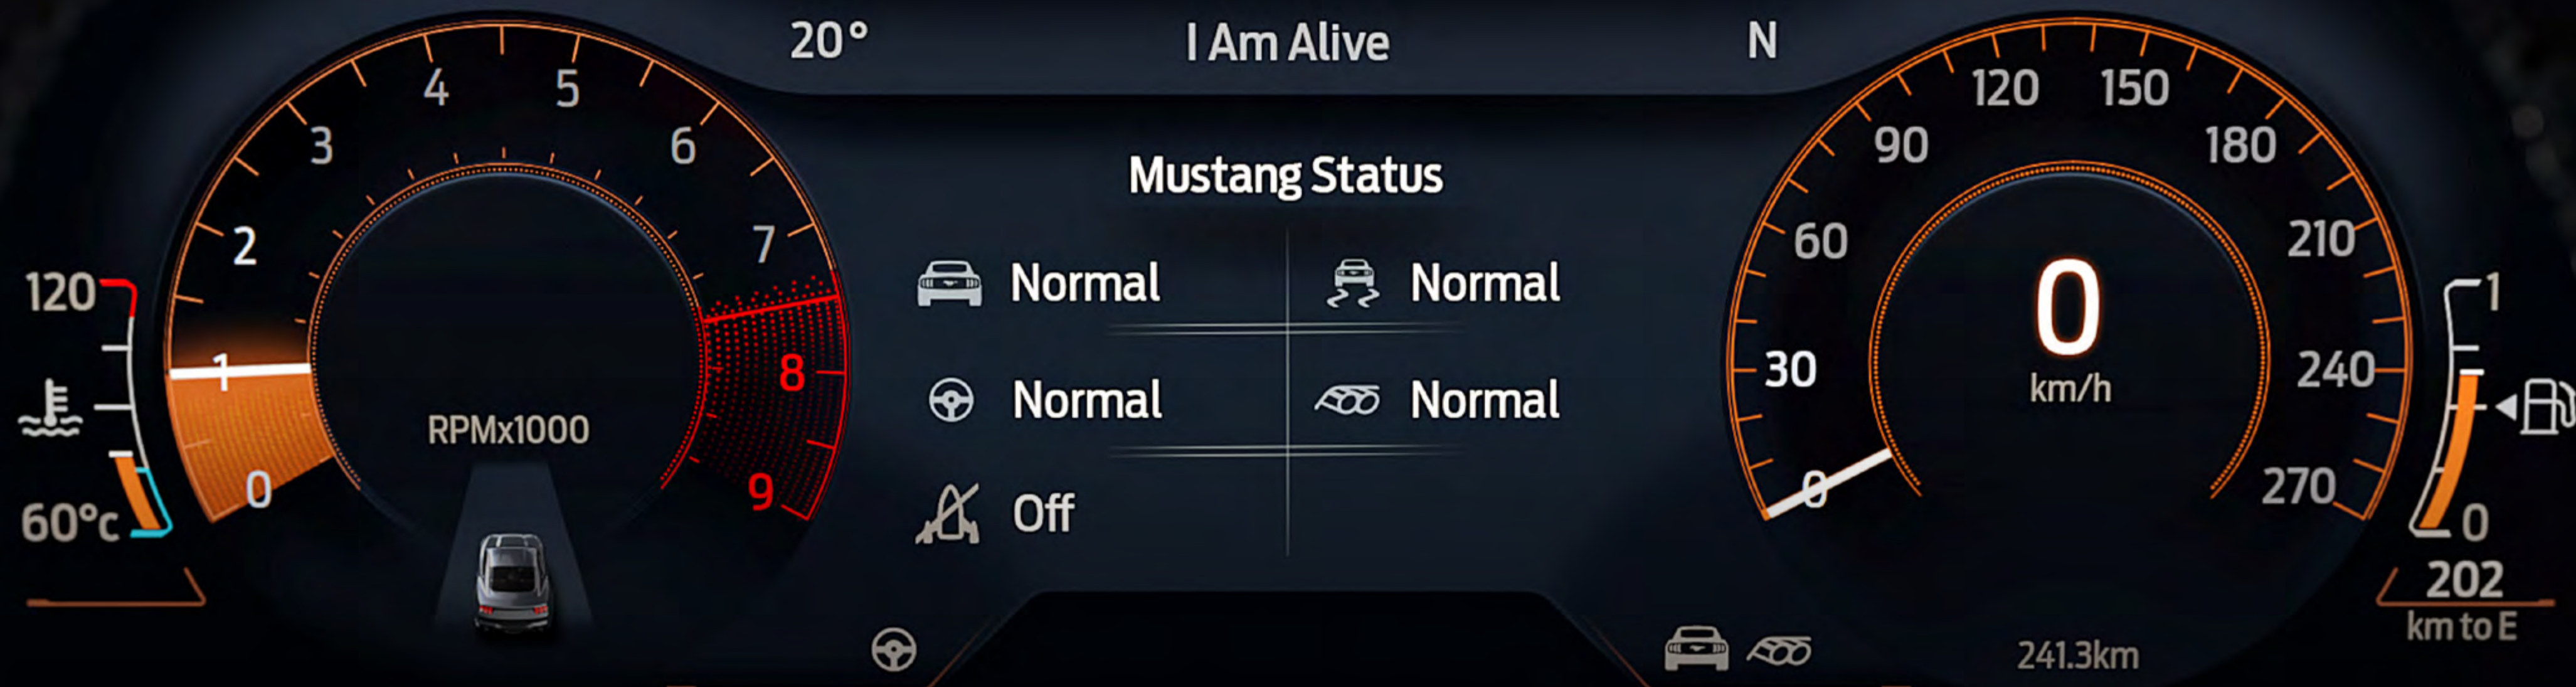 20° I Am Alive N
4 5
3 6
2 7
1 8
0 9
RPMx1000
120
60°c
Mustang Status
Normal Normal
Normal Normal
Off
120 150
90 180
60 210
30 240
0 270
0
km/h
241.3km
1
0
202
km to E